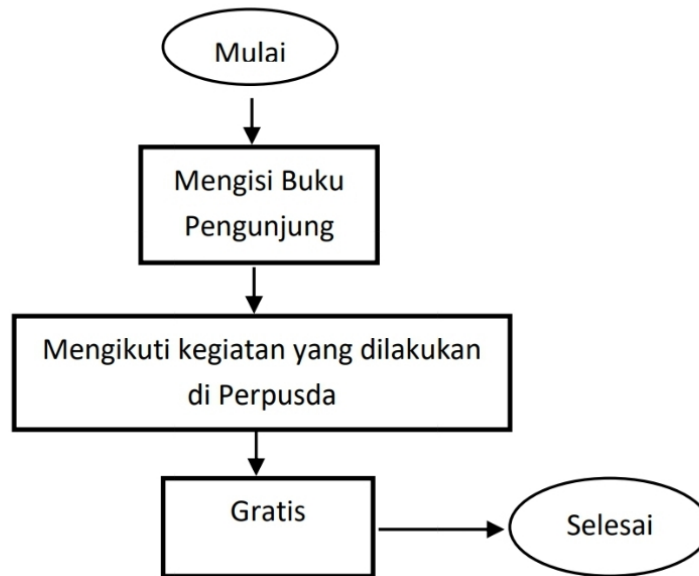 Mulai
Mengisi Buku
Pengunjung
Mengikuti kegiatan yang dilakukan
di Perpusda
Gratis
Selesai